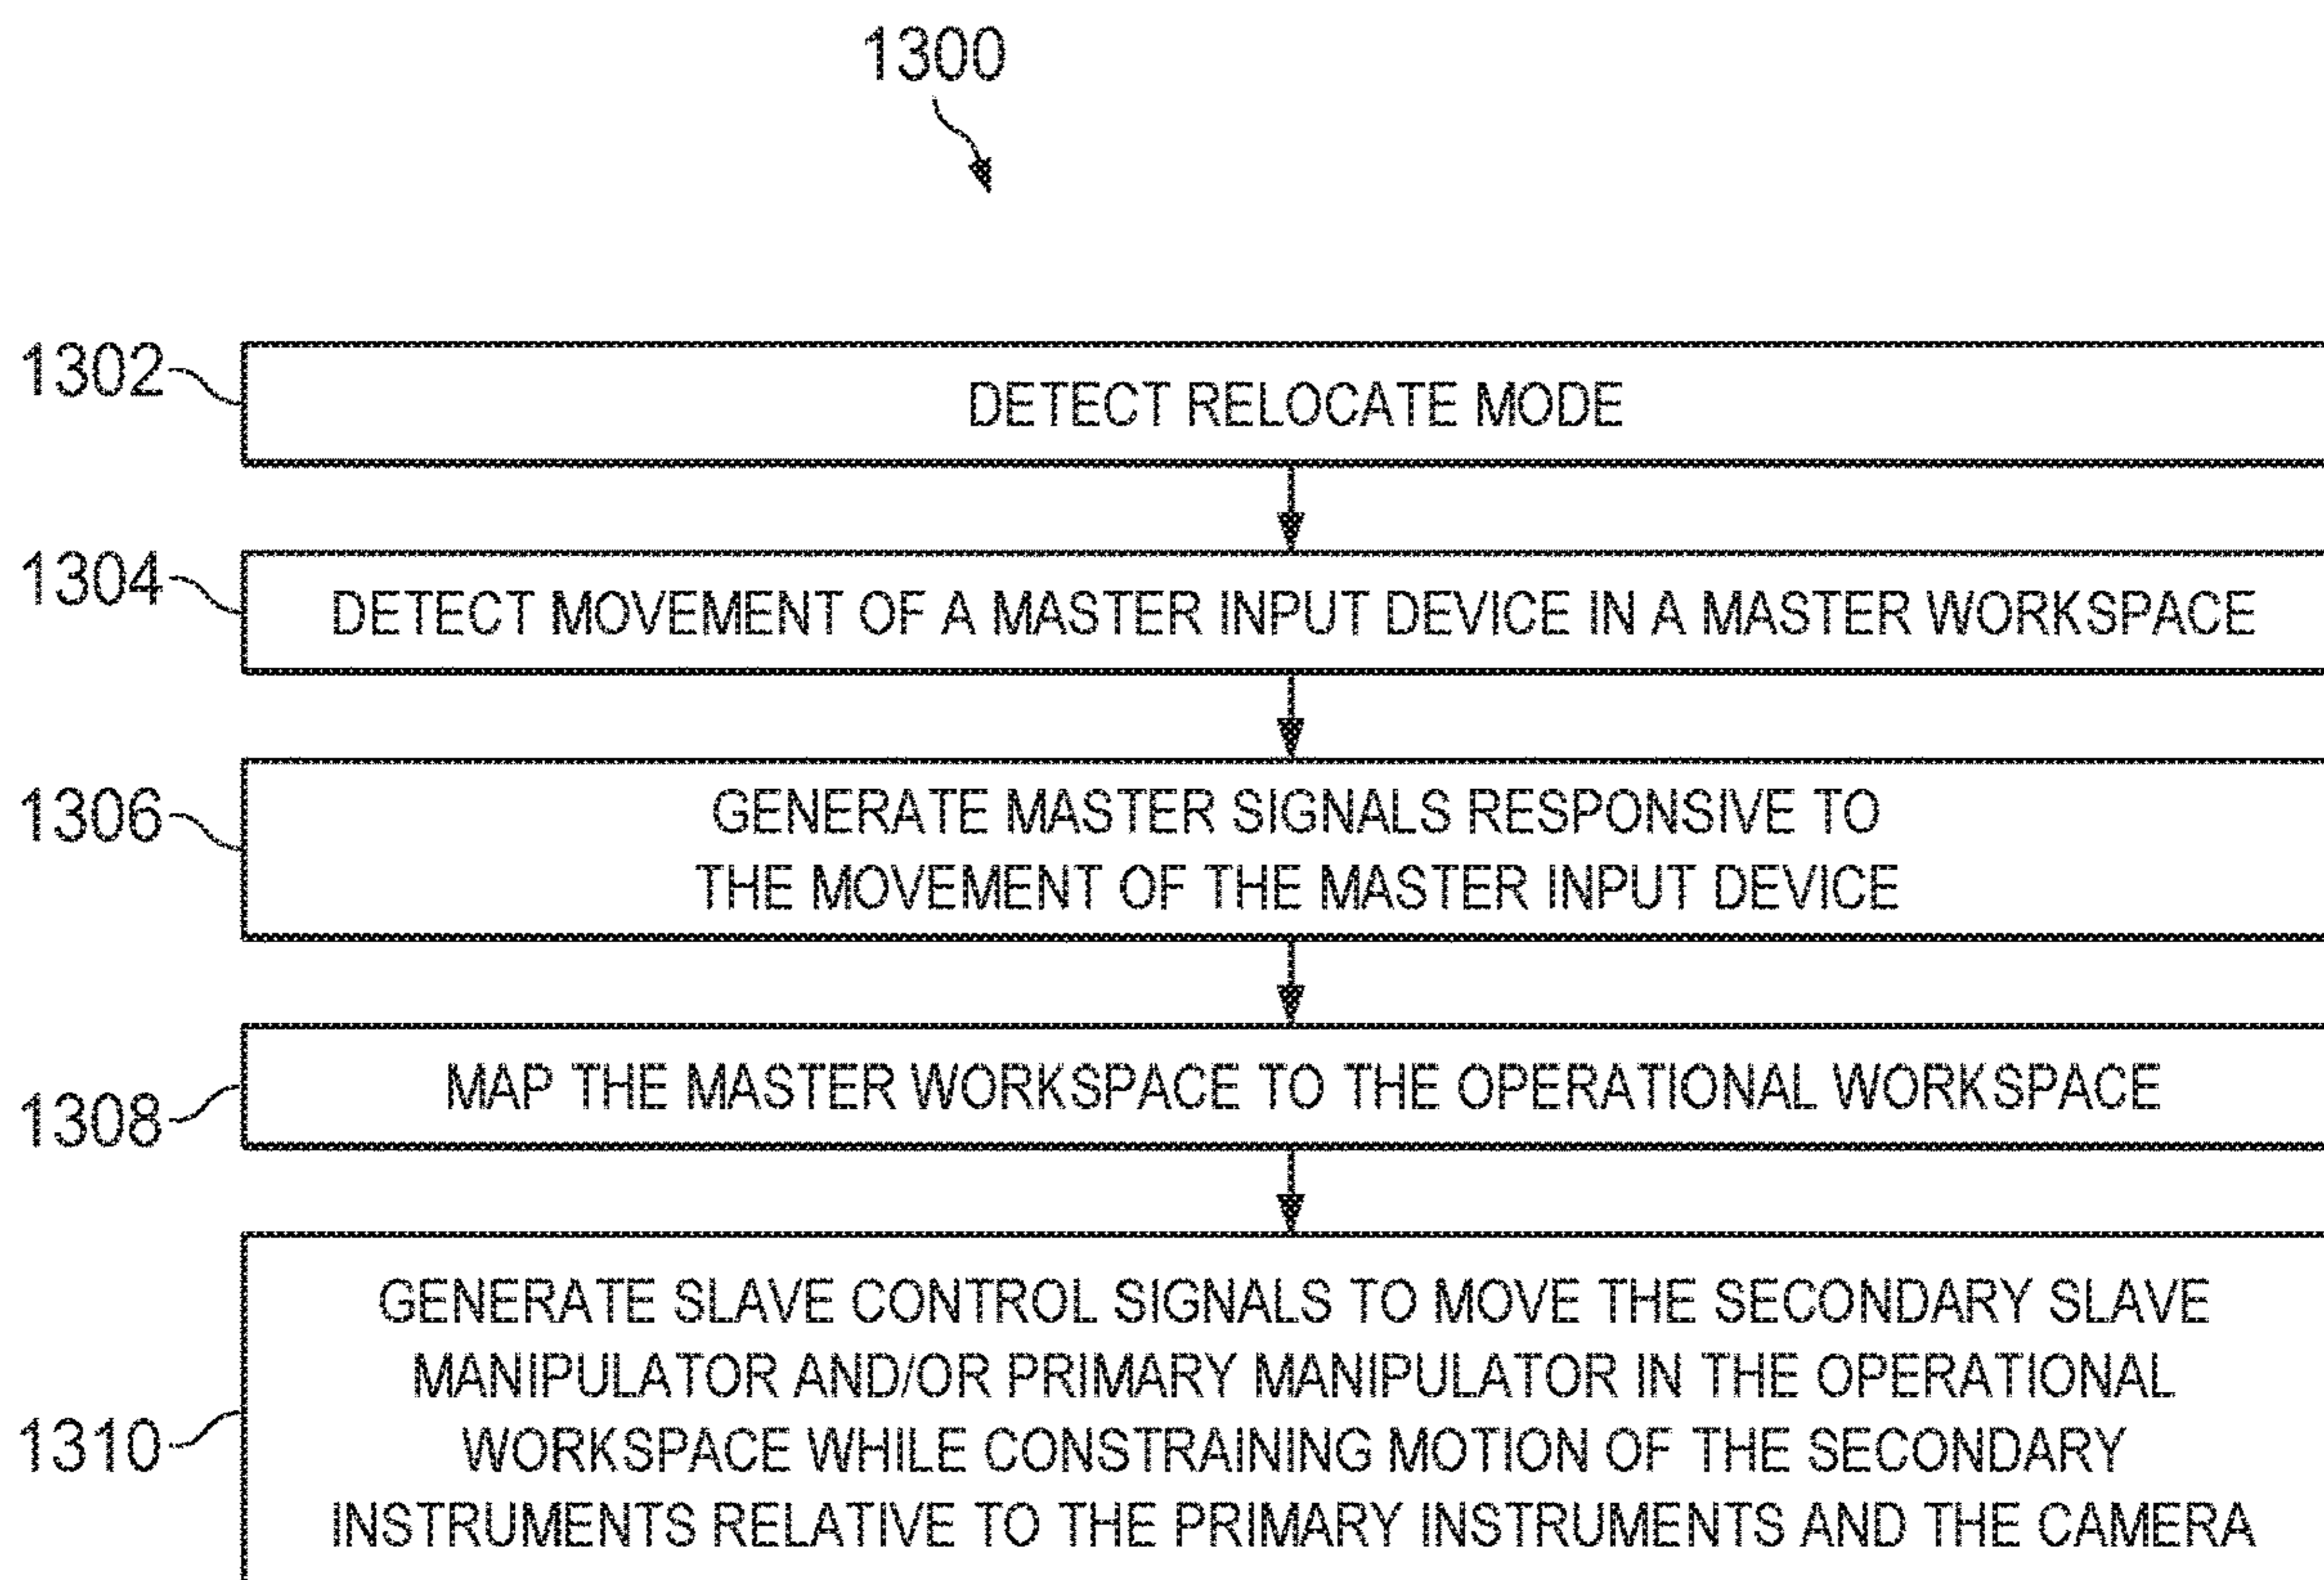 1300
1302
DETECT RELOCATE MODE
1304
DETECT MOVEMENT OF A MASTER INPUT DEVICE IN A MASTER WORKSPACE
1306
GENERATE MASTER SIGNALS RESPONSIVE TO
THE MOVEMENT OF THE MASTER INPUT DEVICE
1308
MAP THE MASTER WORKSPACE TO THE OPERATIONAL WORKSPACE
1310
GENERATE SLAVE CONTROL SIGNALS TO MOVE THE SECONDARY SLAVE
MANIPULATOR AND/OR PRIMARY MANIPULATOR IN THE OPERATIONAL
WORKSPACE WHILE CONSTRAINING MOTION OF THE SECONDARY
INSTRUMENTS RELATIVE TO THE PRIMARY INSTRUMENTS AND THE CAMERA